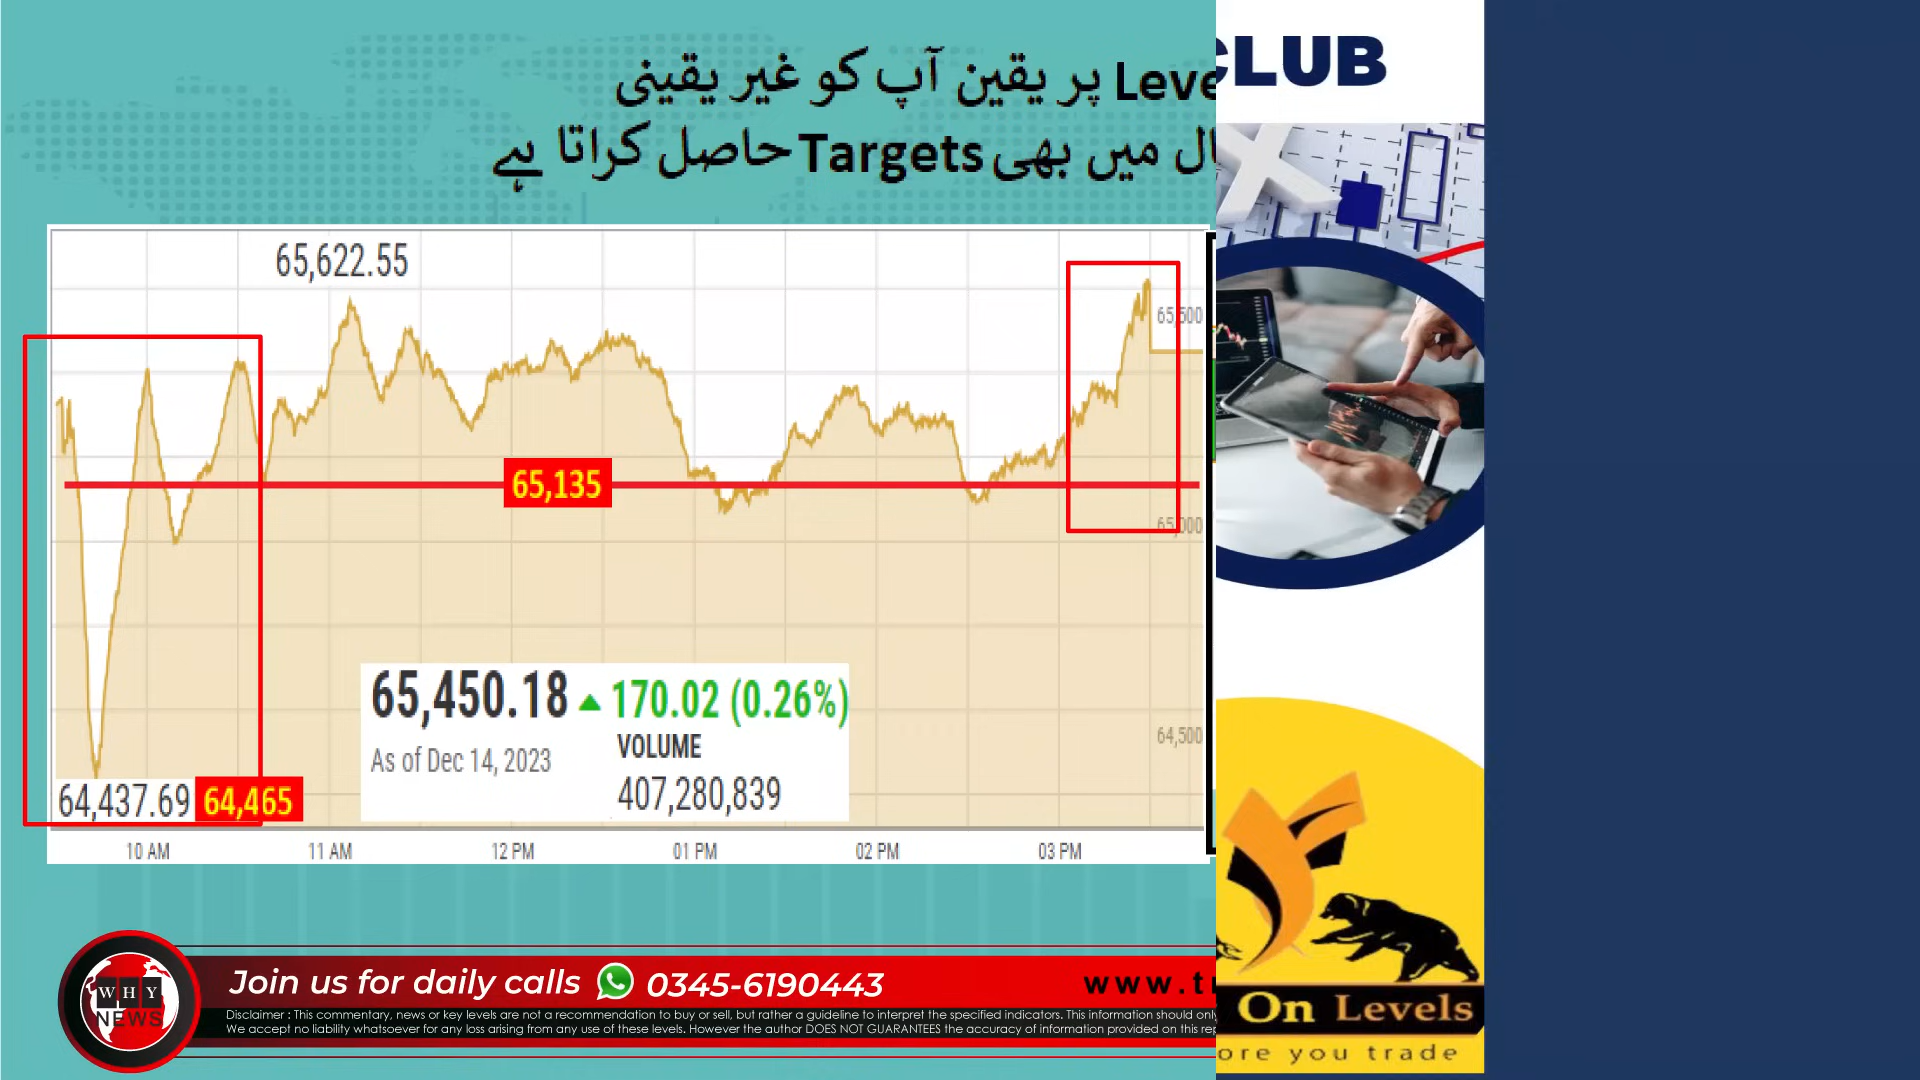 Leve پر یقین آپ کو غیر یقینی
ال میں بھی Targets حاصل کراتا ہے
CLUB
65,622.55
65,500
65,135
65,000
65,450.18 ▲ 170.02 (0.26%)
As of Dec 14, 2023
VOLUME
407,280,839
64,500
64,437.69
64,465
10 AM
11 AM
12 PM
01 PM
02 PM
03 PM
WHY
NEWS
Join us for daily calls 0345-6190443
www.tr
Disclaimer : This commentary, news or key levels are not a recommendation to buy or sell, but rather a guideline to interpret the specified indicators. This information should only
We accept no liability whatsoever for any loss arising from any use of these levels. However the author DOES NOT GUARANTEES the accuracy of information provided on this rep
On Levels
ore you trade